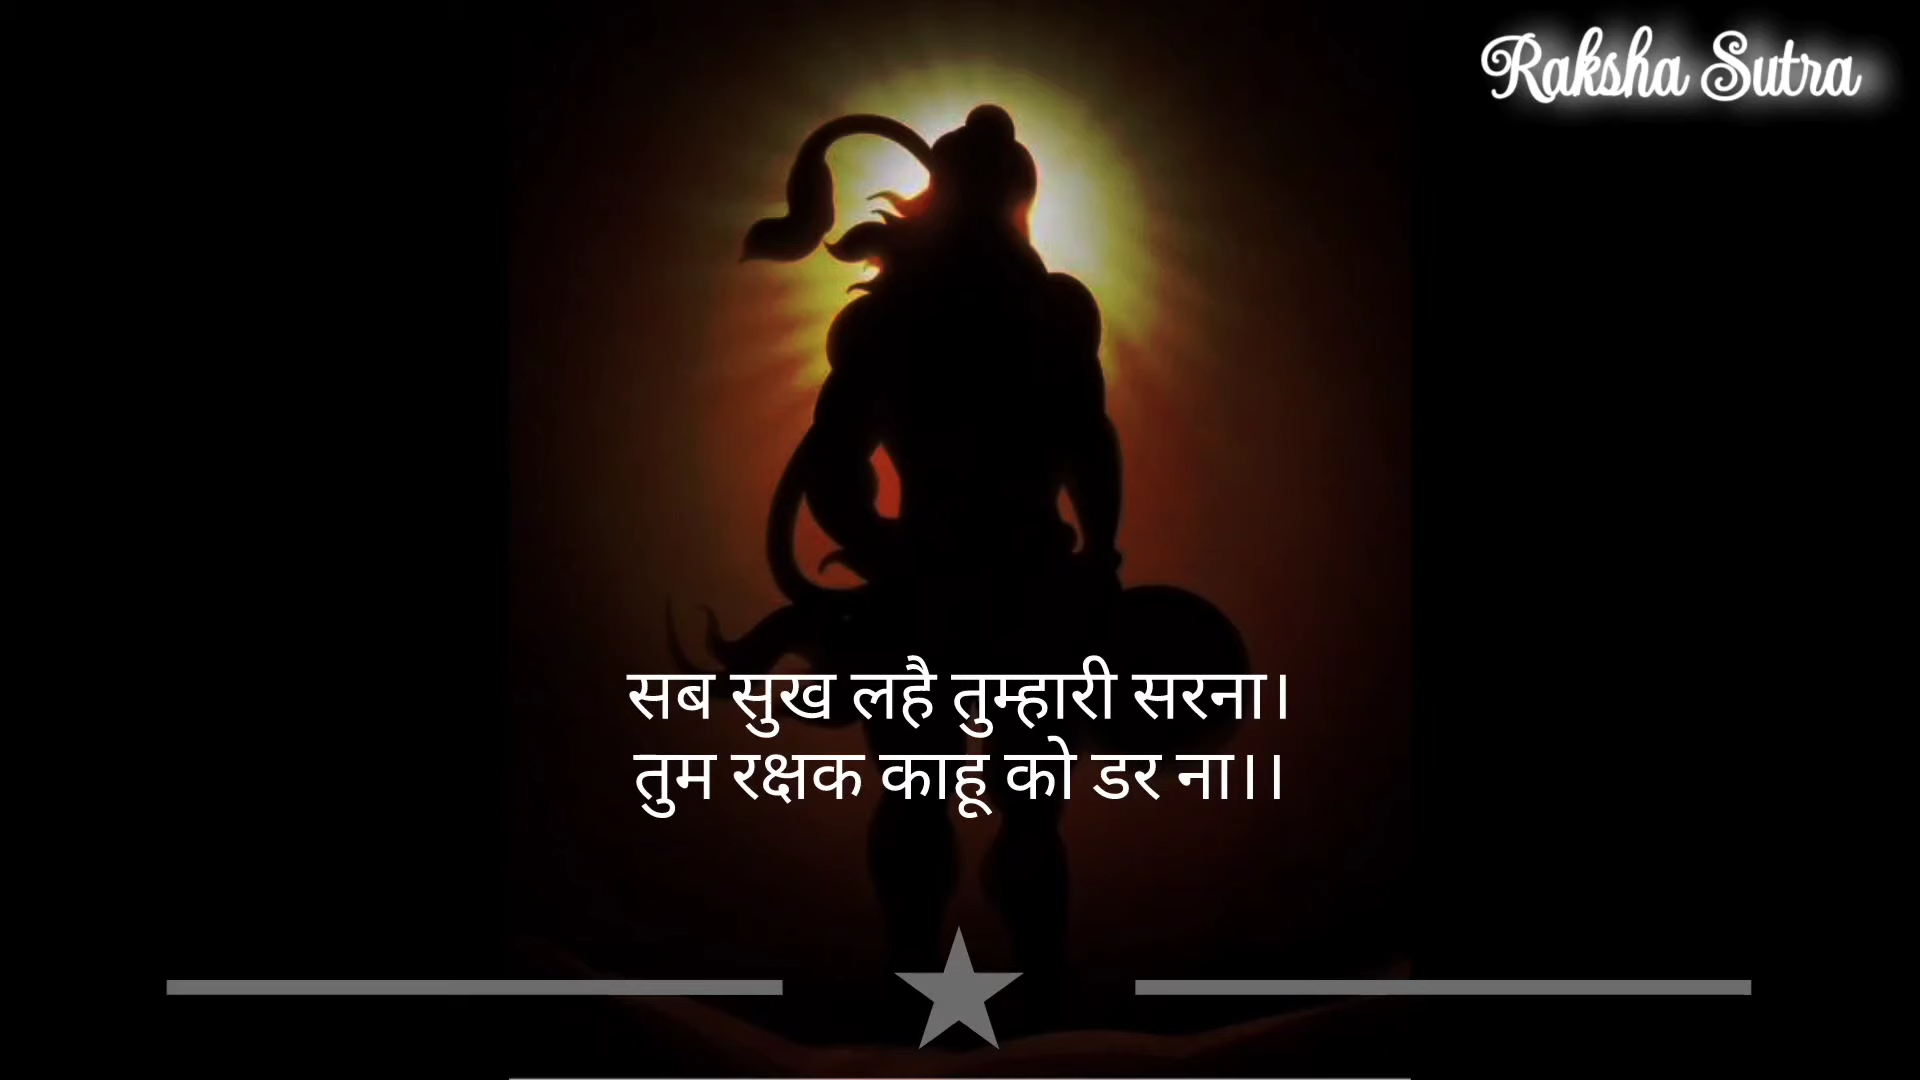 Raksha Sutra
सब सुख लहै तुम्हारी सरना।
तुम रक्षक काहू को डर ना।।